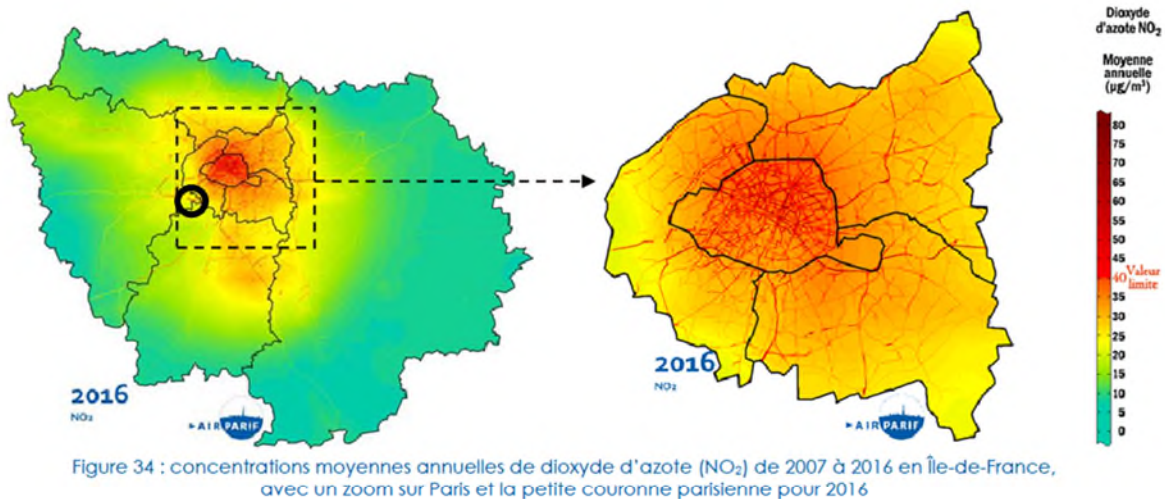 Dioxyde
d'azote NO₂
Moyenne
annuelle
(µg/m³)
80
75
70
65
60
55
50
45
40 Valeur
limite
35
30
25
20
15
10
5
0
2016
NO₂
AIRPARIF
2016
NO₂
AIRPARIF
Figure 34 : concentrations moyennes annuelles de dioxyde d'azote (NO₂) de 2007 à 2016 en Île-de-France,
avec un zoom sur Paris et la petite couronne parisienne pour 2016